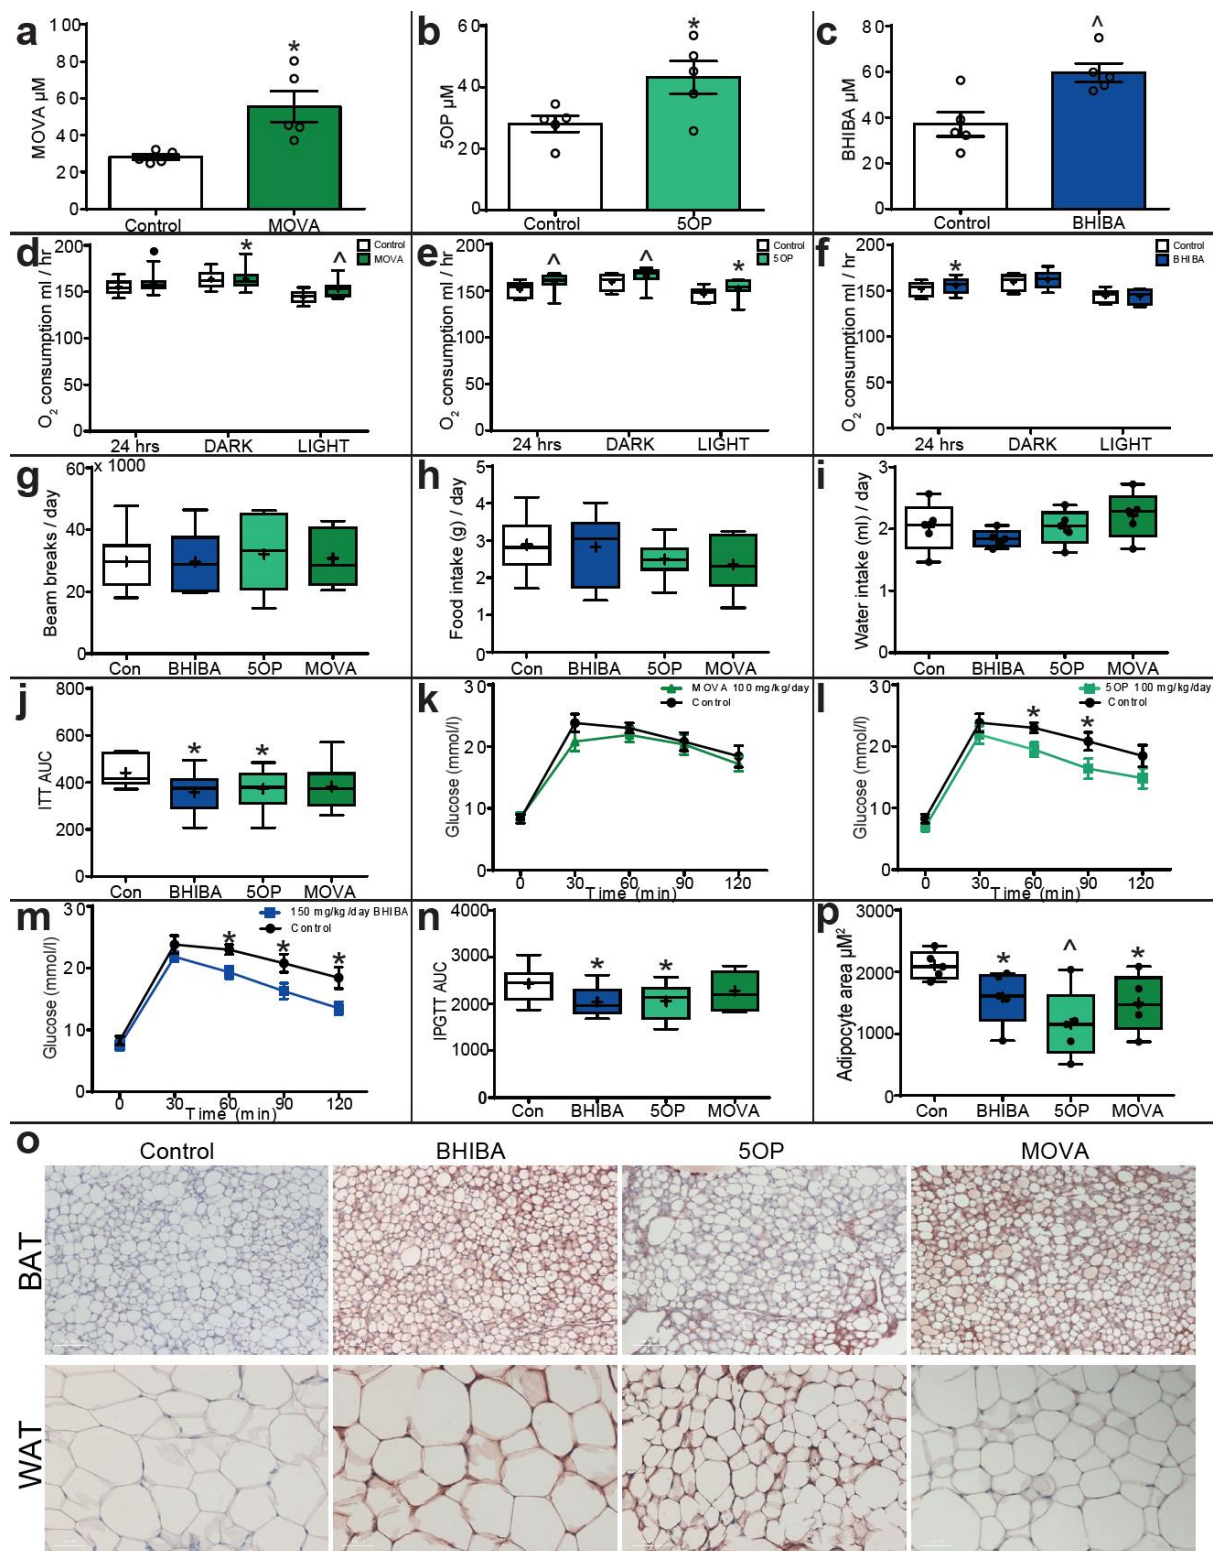 a
MOVA µM
100
80
60
40
20
0
*
Control
MOVA
b
5OP µM
60
40
20
0
*
Control
5OP
c
BHIBA µM
80
60
40
20
0
^
Control
BHIBA
d
O2 consumption ml / hr
200
150
100
50
0
Control
MOVA
* ^
24 hrs DARK LIGHT
e
O2 consumption ml / hr
200
150
100
50
0
Control
5OP
^ ^ *
24 hrs DARK LIGHT
f
O2 consumption ml / hr
200
150
100
50
0
Control
BHIBA
*
24 hrs DARK LIGHT
g
x 1000
Beam breaks / day
60
40
20
0
Con BHIBA 5OP MOVA
h
Food intake (g) / day
5
4
3
2
1
0
Con BHIBA 5OP MOVA
i
Water intake (ml) / day
3
2
1
0
Con BHIBA 5OP MOVA
j
ITT AUC
800
600
400
200
0
* *
Con BHIBA 5OP MOVA
k
Glucose (mmol/l)
30
20
10
0
MOVA 100 mg/kg/day
Control
0 30 60 90 120
Time (min)
l
Glucose (mmol/l)
30
20
10
0
5OP 100 mg/kg/day
Control
* *
0 30 60 90 120
Time (min)
m
Glucose (mmol/l)
30
20
10
0
150 mg/kg/day BHIBA
Control
* * *
0 30 60 90 120
Time (min)
n
IPGTT AUC
4000
3000
2000
1000
0
* *
Con BHIBA 5OP MOVA
p
Adipocyte area µM²
3000
2000
1000
0
* ^ *
Con BHIBA 5OP MOVA
o
Control BHIBA 5OP MOVA
BAT
WAT